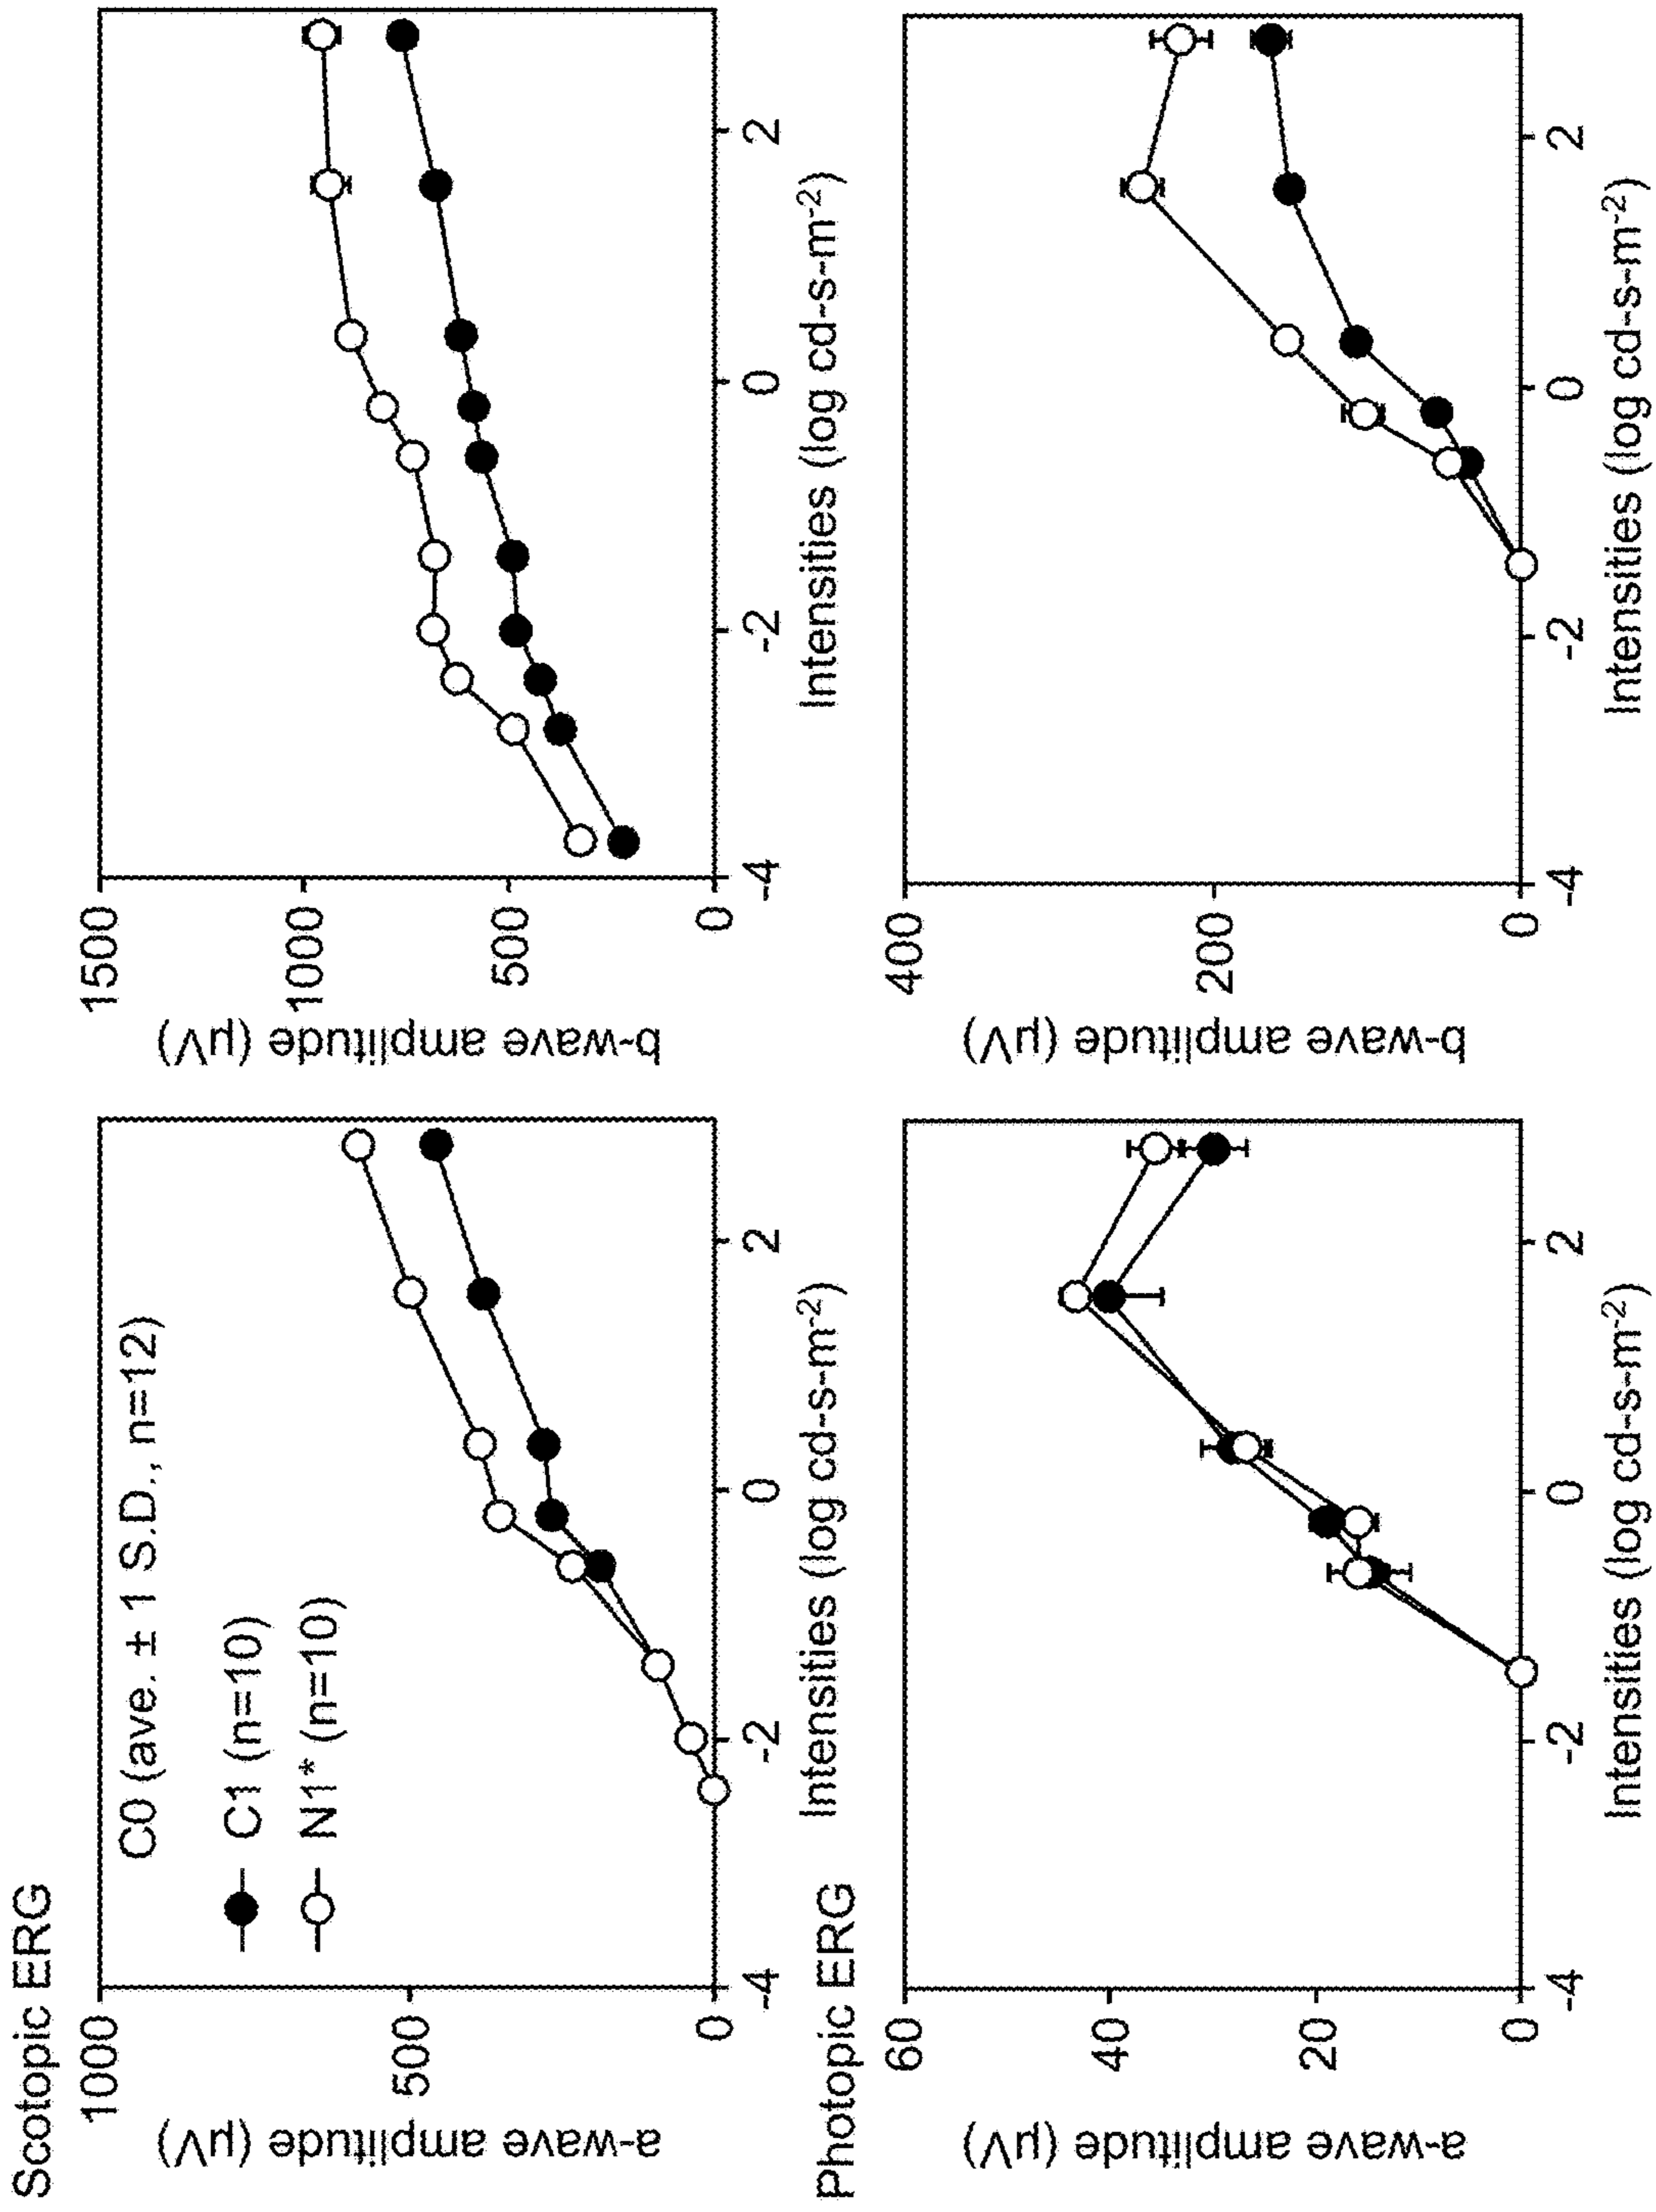 Scotopic ERG
a-wave amplitude (µV)
1000
500
0
C0 (ave. ± 1 S.D., n=12)
C1 (n=10)
N1* (n=10)
-4 -2 0 2
Intensities (log cd-s-m⁻²)
b-wave amplitude (µV)
1500
1000
500
0
-4 -2 0 2
Intensities (log cd-s-m⁻²)
Photopic ERG
a-wave amplitude (µV)
60
40
20
0
-4 -2 0 2
Intensities (log cd-s-m⁻²)
b-wave amplitude (µV)
400
200
0
-4 -2 0 2
Intensities (log cd-s-m⁻²)